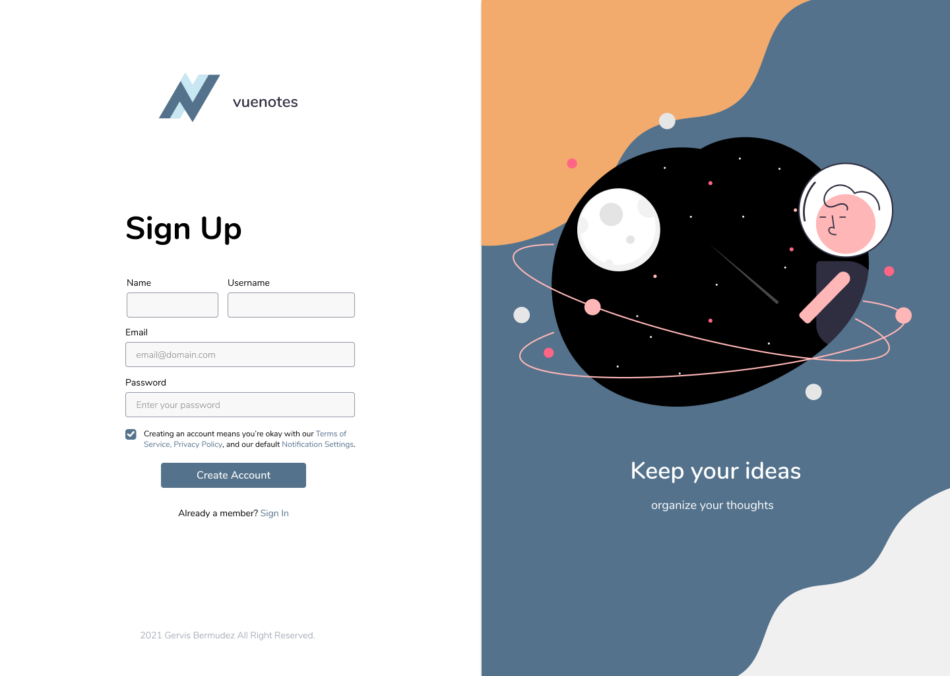 vuenotes
Sign Up
Name
Username
Email
email@domain.com
Password
Enter your password
Creating an account means you're okay with our Terms of
Service, Privacy Policy, and our default Notification Settings.
Create Account
Already a member? Sign In
2021 Gervis Bermudez All Right Reserved.
Keep your ideas
organize your thoughts